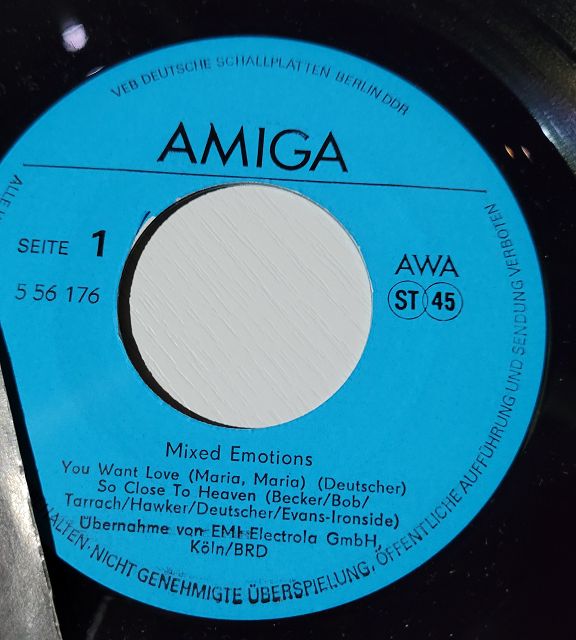 VEB DEUTSCHE SCHALLPLATTEN BERLIN DDR
AMIGA
SEITE 1
5 56 176
AWA
ST 45
Mixed Emotions
You Want Love (Maria, Maria) (Deutscher)
So Close To Heaven (Becker/Bob/
Tarrach/Hawker/Deutscher/Evans-Ironside)
Übernahme von EMI Electrola GmbH,
Köln/BRD
ALLE
HALTEN · NICHT GENEHMIGTE ÜBERSPIELUNG, ÖFFENTLICHE AUFFÜHRUNG UND SENDUNG VERBOTEN